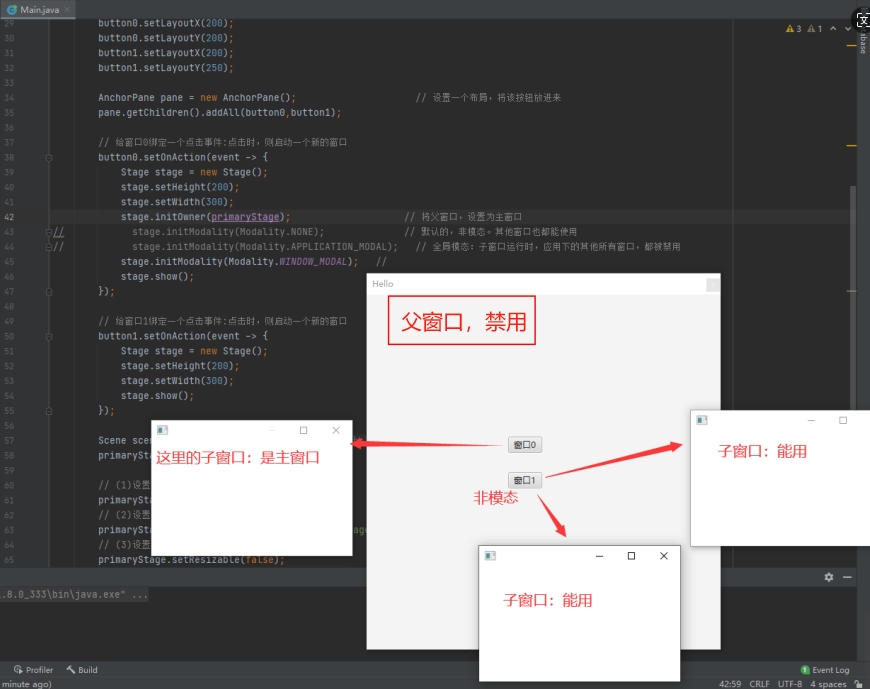 Main.java
3 1
29 button0.setLayoutX(200);
30 button0.setLayoutY(200);
31 button1.setLayoutX(200);
32 button1.setLayoutY(250);
33
34 AnchorPane pane = new AnchorPane(); // 设置一个布局，将该按钮放进来
35 pane.getChildren().addAll(button0,button1);
36
37 // 给窗口0绑定一个点击事件:点击时，则启动一个新的窗口
38 button0.setOnAction(event -> {
39 Stage stage = new Stage();
40 stage.setHeight(200);
41 stage.setWidth(300);
42 stage.initOwner(primaryStage); // 将父窗口，设置为主窗口
43 // stage.initModality(Modality.NONE); // 默认的，非模态。其他窗口也都能使用
44 // stage.initModality(Modality.APPLICATION_MODAL); // 全局模态：子窗口运行时，应用下的其他所有窗口，都被禁用
45 stage.initModality(Modality.WINDOW_MODAL); //
46 stage.show();
47 });
48
49 // 给窗口1绑定一个点击事件:点击时，则启动一个新的窗口
50 button1.setOnAction(event -> {
51 Stage stage = new Stage();
52 stage.setHeight(200);
53 stage.setWidth(300);
54 stage.show();
55 });
56
57 Scene scen
58 primarySta
59
60 // (1)设置
61 primarySta
62 // (2)设置
63 primarySta
64 // (3)设置
65 primaryStage.setResizable(false);
Hello
父窗口，禁用
窗口0
窗口1
非模态
这里的子窗口：是主窗口
子窗口：能用
子窗口：能用
.8.0_333\bin\java.exe" ...
Profiler Build
1 Event Log
minute ago)
42:59 CRLF UTF-8 4 spaces